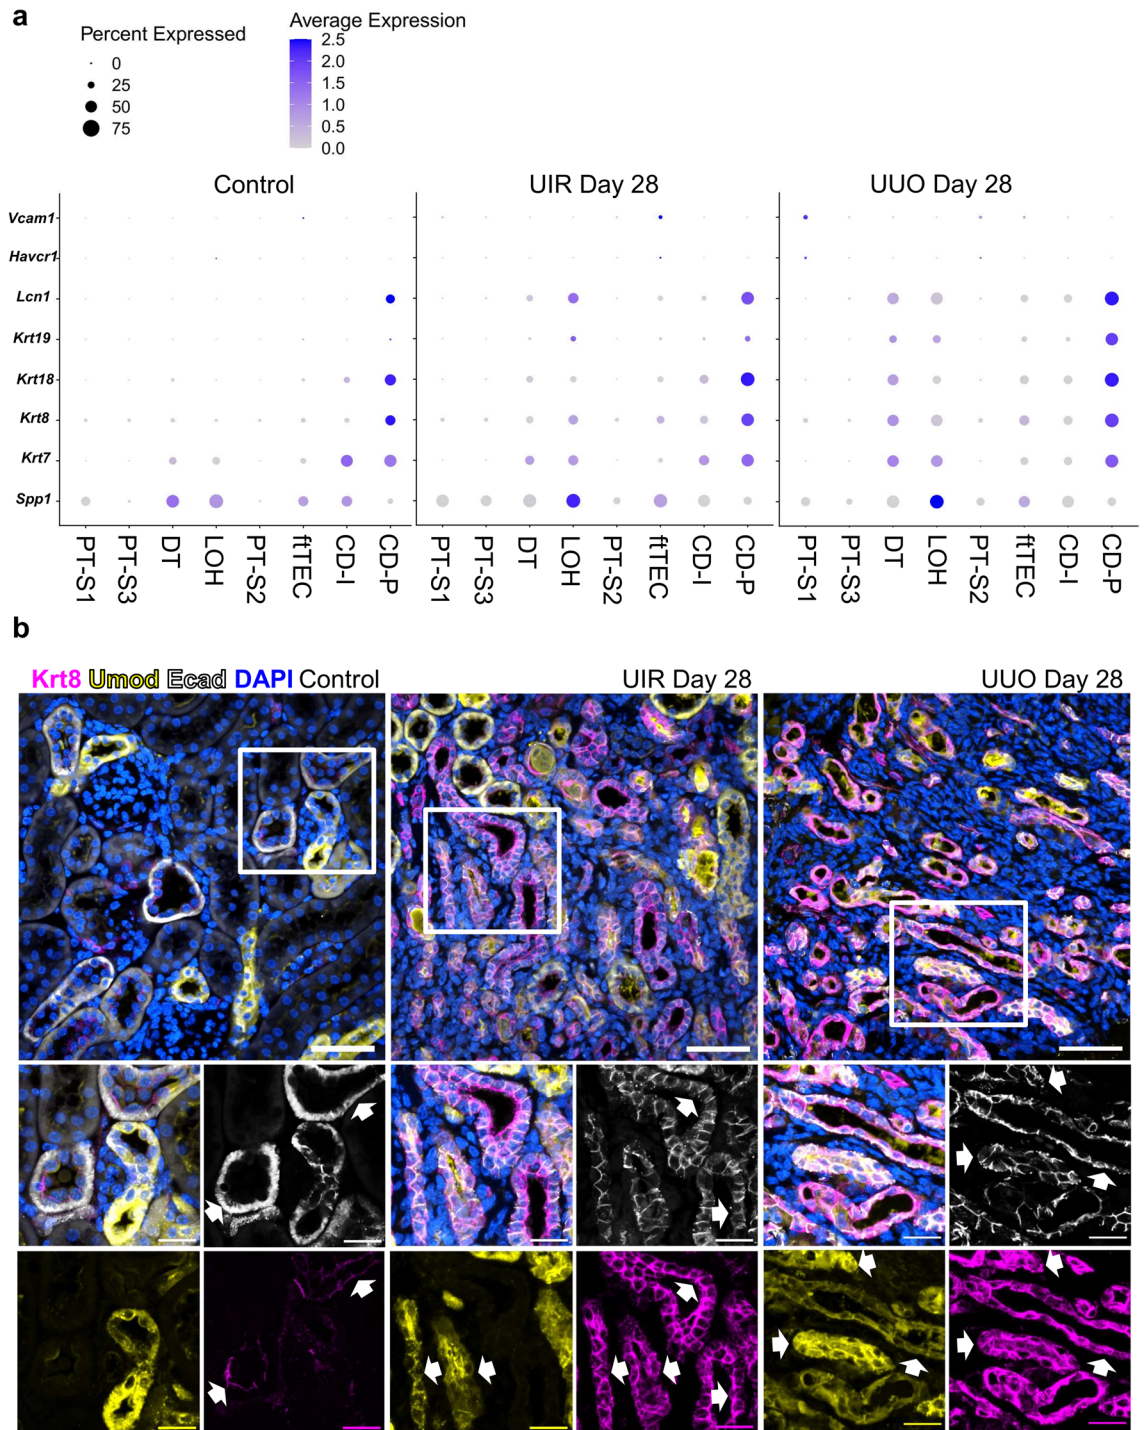 a
Percent Expressed
0
25
50
75
Average Expression
2.5
2.0
1.5
1.0
0.5
0.0
Control
UIR Day 28
UUO Day 28
Vcam1
Havcr1
Lcn1
Krt19
Krt18
Krt8
Krt7
Spp1
PT-S1 PT-S3 DT LOH PT-S2 ftTEC CD-I CD-P
PT-S1 PT-S3 DT LOH PT-S2 ftTEC CD-I CD-P
PT-S1 PT-S3 DT LOH PT-S2 ftTEC CD-I CD-P
b
Krt8 Umod Ecad DAPI Control
UIR Day 28
UUO Day 28